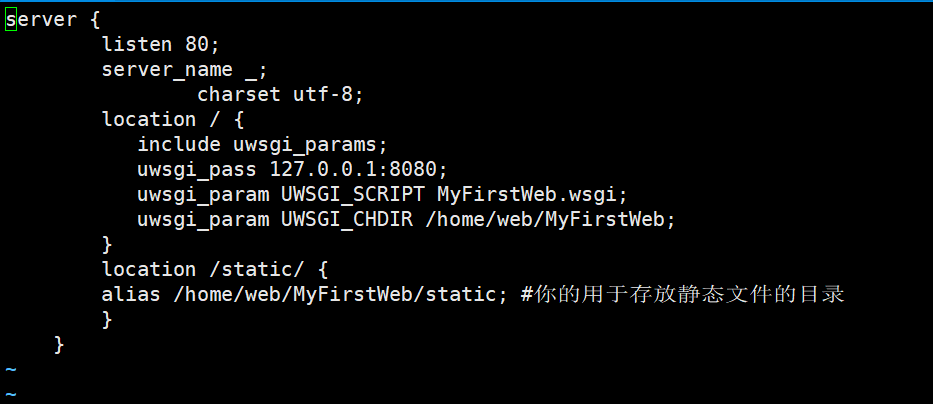 server {
listen 80;
server_name _;
charset utf-8;
location / {
include uwsgi_params;
uwsgi_pass 127.0.0.1:8080;
uwsgi_param UWSGI_SCRIPT MyFirstWeb.wsgi;
uwsgi_param UWSGI_CHDIR /home/web/MyFirstWeb;
}
location /static/ {
alias /home/web/MyFirstWeb/static; #你的用于存放静态文件的目录
}
}
~
~